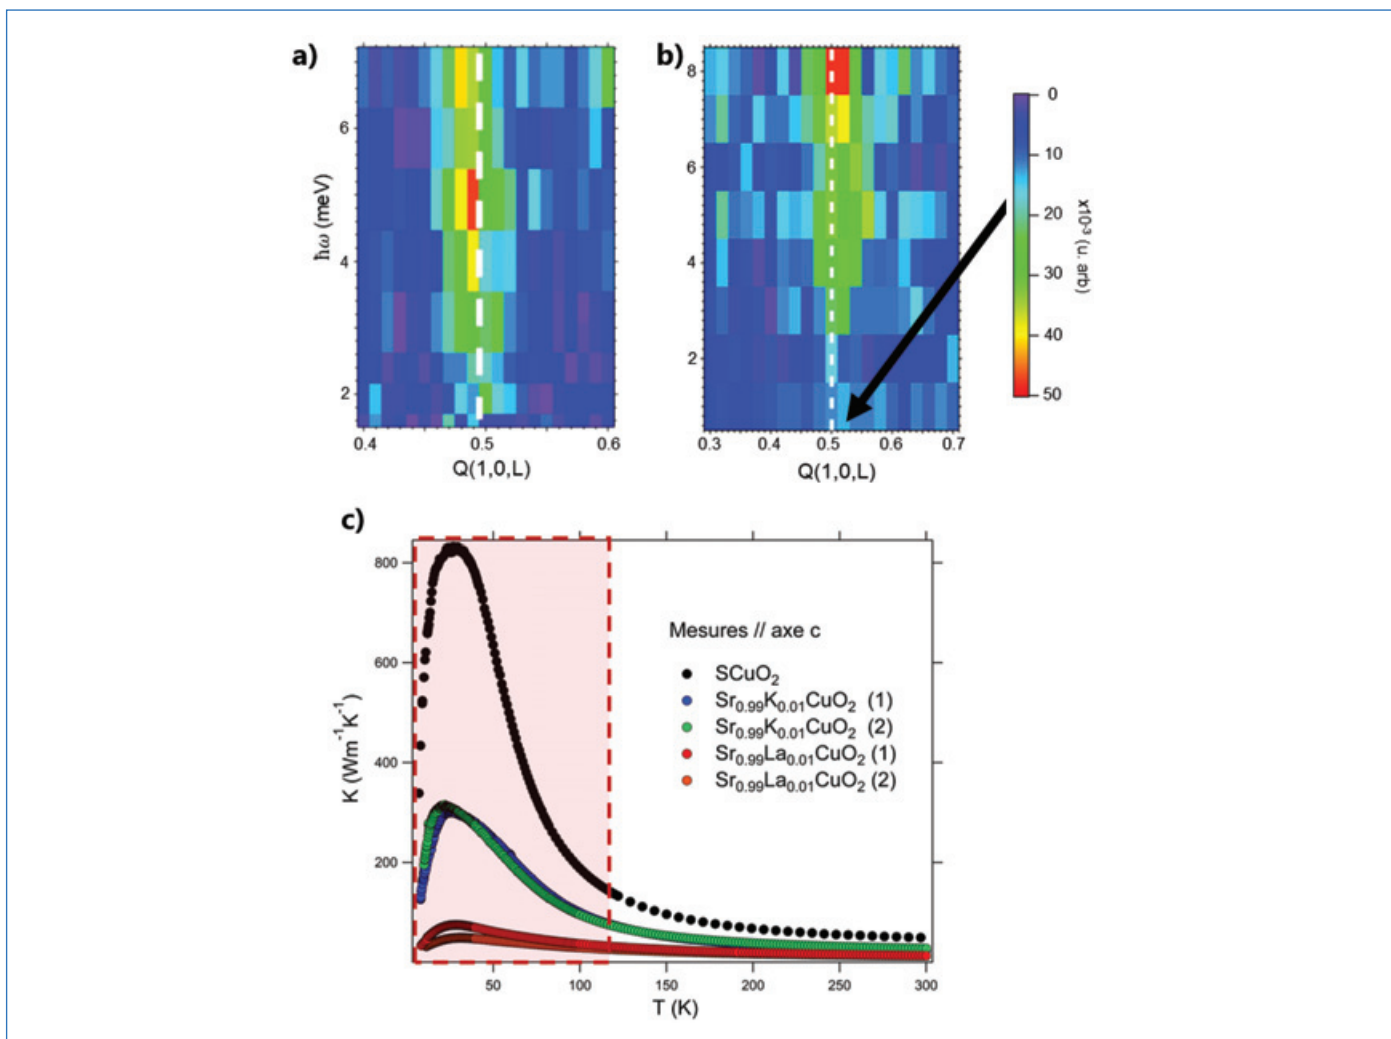 a)
b)
ħω (meV)
6
4
2
0.4
0.5
0.6
Q(1,0,L)
8
6
4
2
0.3
0.4
0.5
0.6
0.7
Q(1,0,L)
0
10
20
30
40
50
x10⁻³ (u. arb)
c)
K (Wm⁻¹K⁻¹)
800
600
400
200
50
100
150
200
250
300
T (K)
Mesures // axe c
SCuO₂
Sr₀.₉₉K₀.₀₁CuO₂ (1)
Sr₀.₉₉K₀.₀₁CuO₂ (2)
Sr₀.₉₉La₀.₀₁CuO₂ (1)
Sr₀.₉₉La₀.₀₁CuO₂ (2)